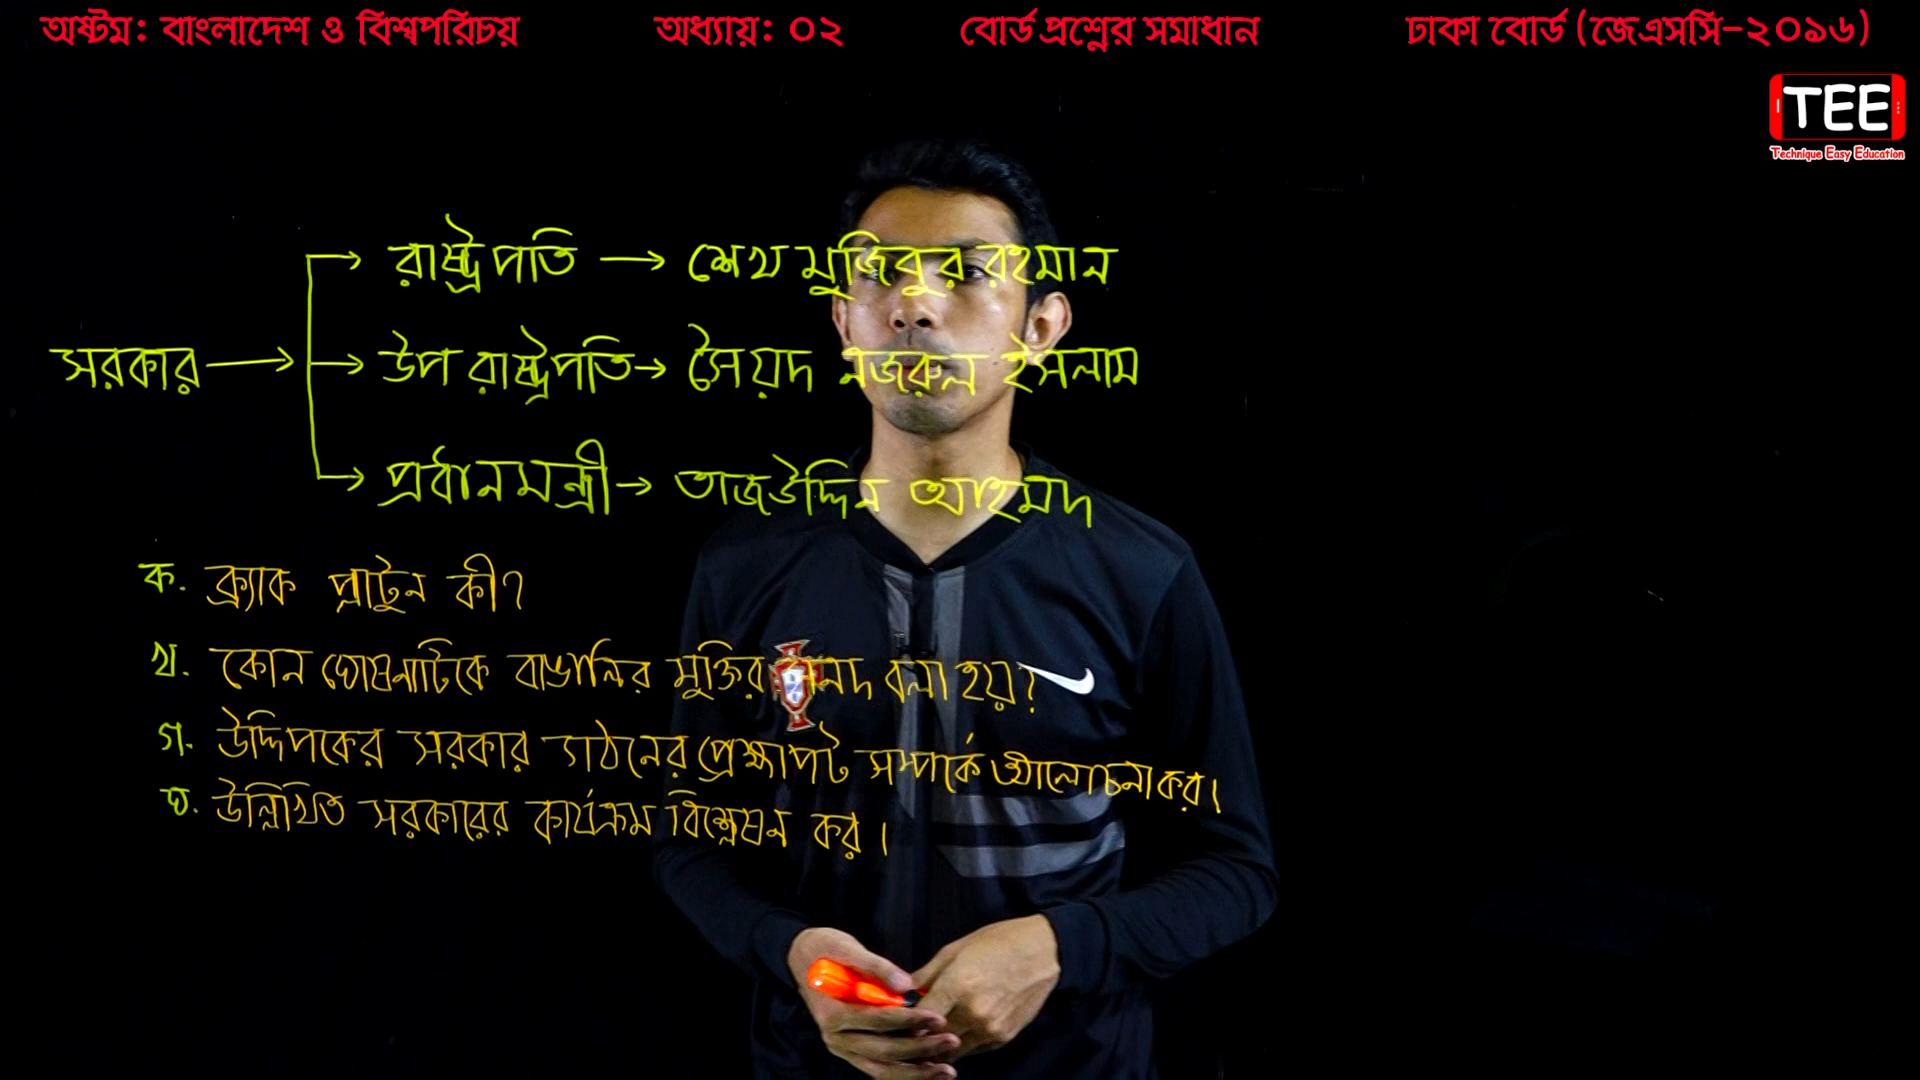 অষ্টম: বাংলাদেশ ও বিশ্বপরিচয় অধ্যায়: ০২ বোর্ড প্রশ্নের সমাধান ঢাকা বোর্ড (জেএসসি-২০১৬)
TEE
Technique Easy Education
রাষ্ট্রপতি → শেখ মুজিবুর রহমান
সরকার → উপ রাষ্ট্রপতি → সৈয়দ নজরুল ইসলাম
প্রধানমন্ত্রী → তাজউদ্দিন আহমদ
ক. ক্র্যাক প্লাটুন কী?
খ. কোন ঘোষনাটিকে বাঙালির মুক্তির সনদ বলা হয়?
গ. উদ্দিপকের সরকার গঠনের প্রেক্ষাপট সম্পর্কে আলোচনা কর।
ঘ. উল্লিখিত সরকারের কার্যক্রম বিশ্লেষন কর।